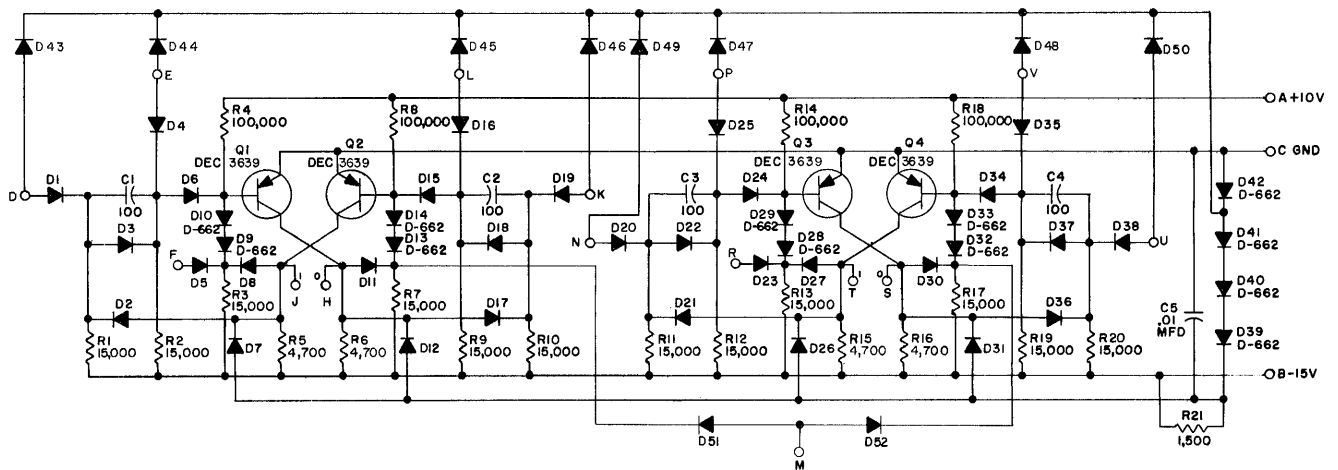 D43
D44
D45
D46
D49
D47
D48
D50
E
L
P
V
A+10V
R4
100,000
R8
100,000
R14
100,000
R18
100,000
D4
D16
D25
D35
Q1
DEC 3639
Q2
DEC 3639
Q3
DEC 3639
Q4
DEC 3639
C GND
D
D1
C1
100
D6
D15
C2
100
D19
K
C3
100
D24
D34
C4
100
D42
D-662
D10
D-662
D14
D-662
D29
D-662
D33
D-662
D3
D9
D-662
D13
D-662
D18
N
D20
D22
D28
D-662
D32
D-662
D37
D38
U
D41
D-662
F
D5
D8
1
J
0
H
D11
R
D23
D27
1
T
0
S
D30
D40
D-662
R3
15,000
R7
15,000
R13
15,000
R17
15,000
D2
D17
D21
D36
C5
.01
MFD
D39
D-662
R1
15,000
R2
15,000
D7
R5
4,700
R6
4,700
D12
R9
15,000
R10
15,000
R11
15,000
R12
15,000
D26
R15
4,700
R16
4,700
D31
R19
15,000
R20
15,000
B-15V
D51
D52
M
R21
1,500